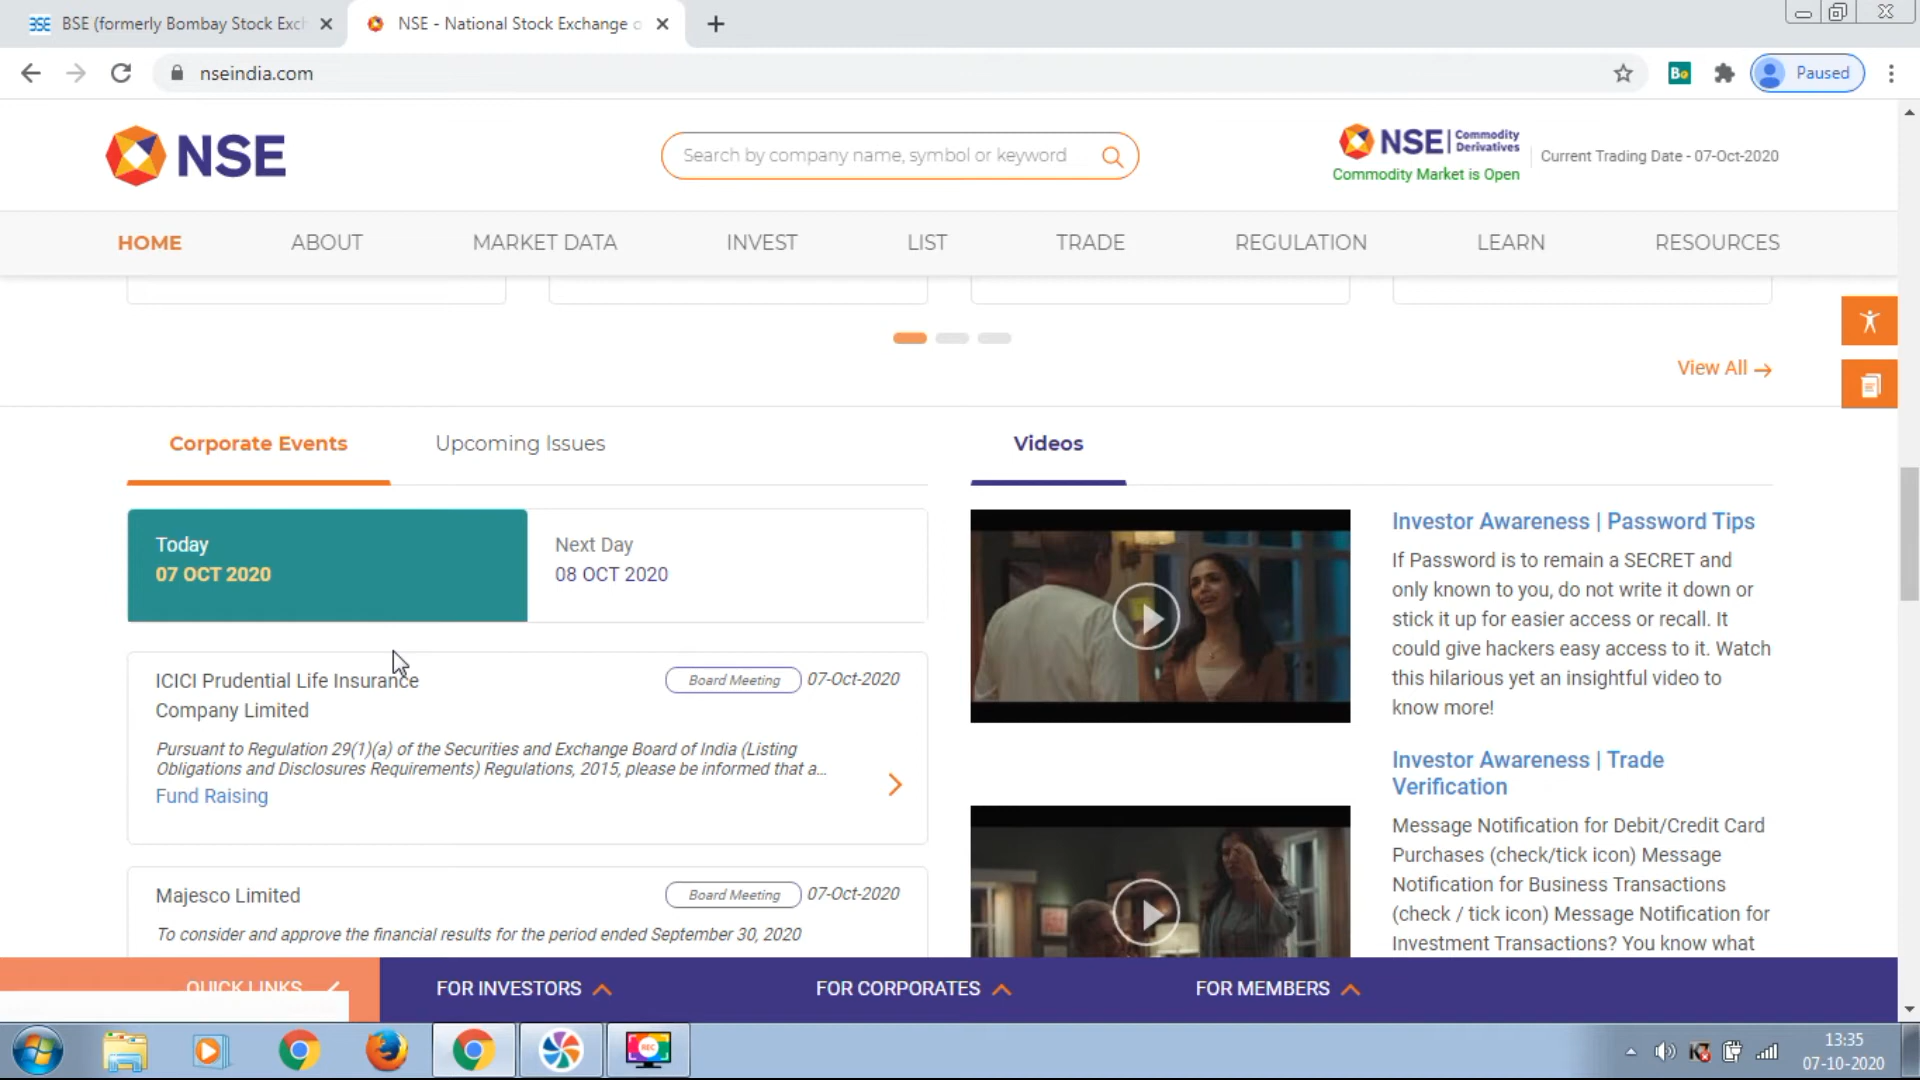 BSE (formerly Bombay Stock Exch
NSE - National Stock Exchange o
nseindia.com
Paused
NSE
Search by company name, symbol or keyword
NSE Commodity Derivatives
Commodity Market is Open
Current Trading Date - 07-Oct-2020
HOME ABOUT MARKET DATA INVEST LIST TRADE REGULATION LEARN RESOURCES
View All
Corporate Events Upcoming Issues
Today
07 OCT 2020
Next Day
08 OCT 2020
ICICI Prudential Life Insurance
Company Limited
Board Meeting 07-Oct-2020
Pursuant to Regulation 29(1)(a) of the Securities and Exchange Board of India (Listing
Obligations and Disclosures Requirements) Regulations, 2015, please be informed that a...
Fund Raising
Majesco Limited
Board Meeting 07-Oct-2020
To consider and approve the financial results for the period ended September 30, 2020
Videos
Investor Awareness | Password Tips
If Password is to remain a SECRET and
only known to you, do not write it down or
stick it up for easier access or recall. It
could give hackers easy access to it. Watch
this hilarious yet an insightful video to
know more!
Investor Awareness | Trade
Verification
Message Notification for Debit/Credit Card
Purchases (check/tick icon) Message
Notification for Business Transactions
(check / tick icon) Message Notification for
Investment Transactions? You know what
QUICK LINKS
FOR INVESTORS
FOR CORPORATES
FOR MEMBERS
REC
13:35
07-10-2020